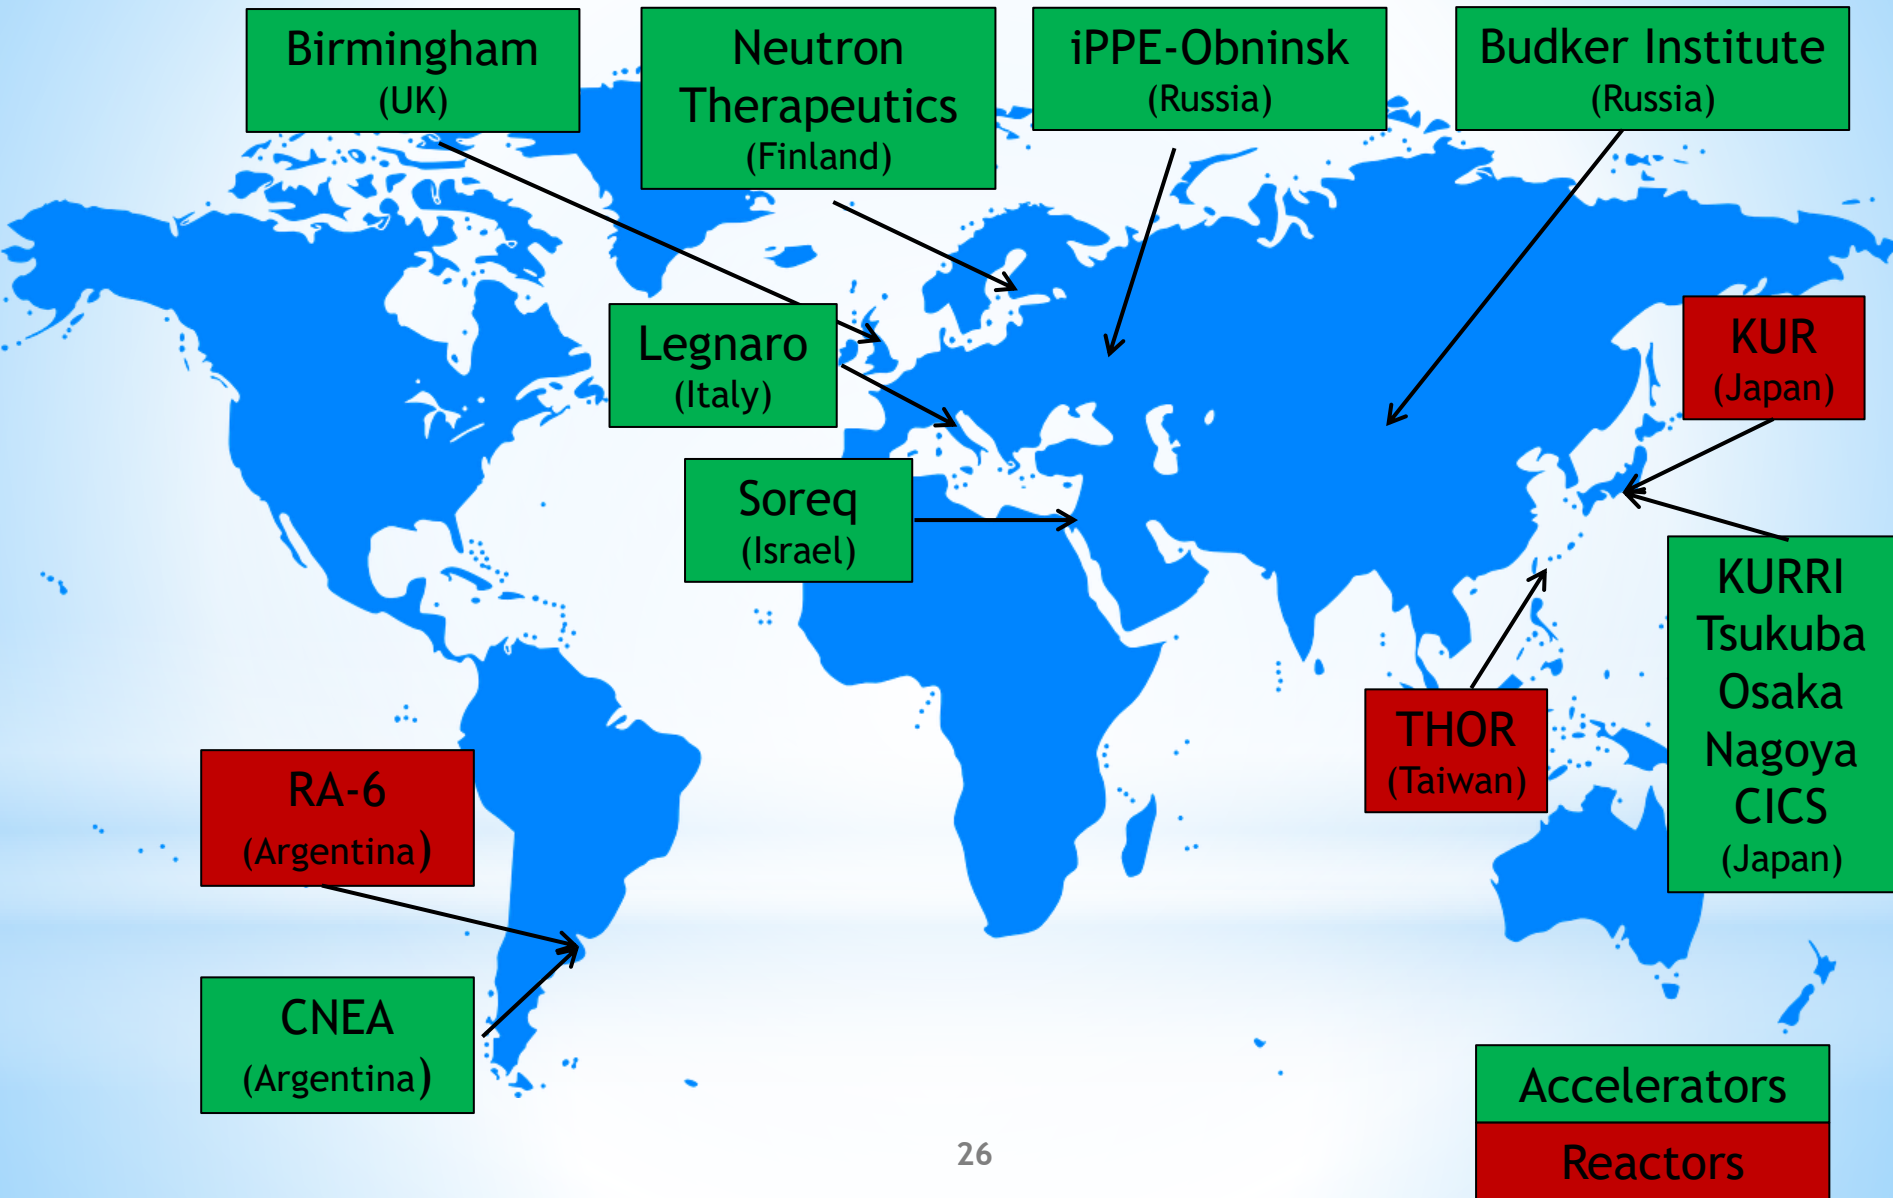 Birmingham
(UK)
Neutron
Therapeutics
(Finland)
iPPE-Obninsk
(Russia)
Budker Institute
(Russia)
Legnaro
(Italy)
KUR
(Japan)
Soreq
(Israel)
KURRI
Tsukuba
Osaka
Nagoya
CICS
(Japan)
THOR
(Taiwan)
RA-6
(Argentina)
CNEA
(Argentina)
Accelerators
Reactors
26